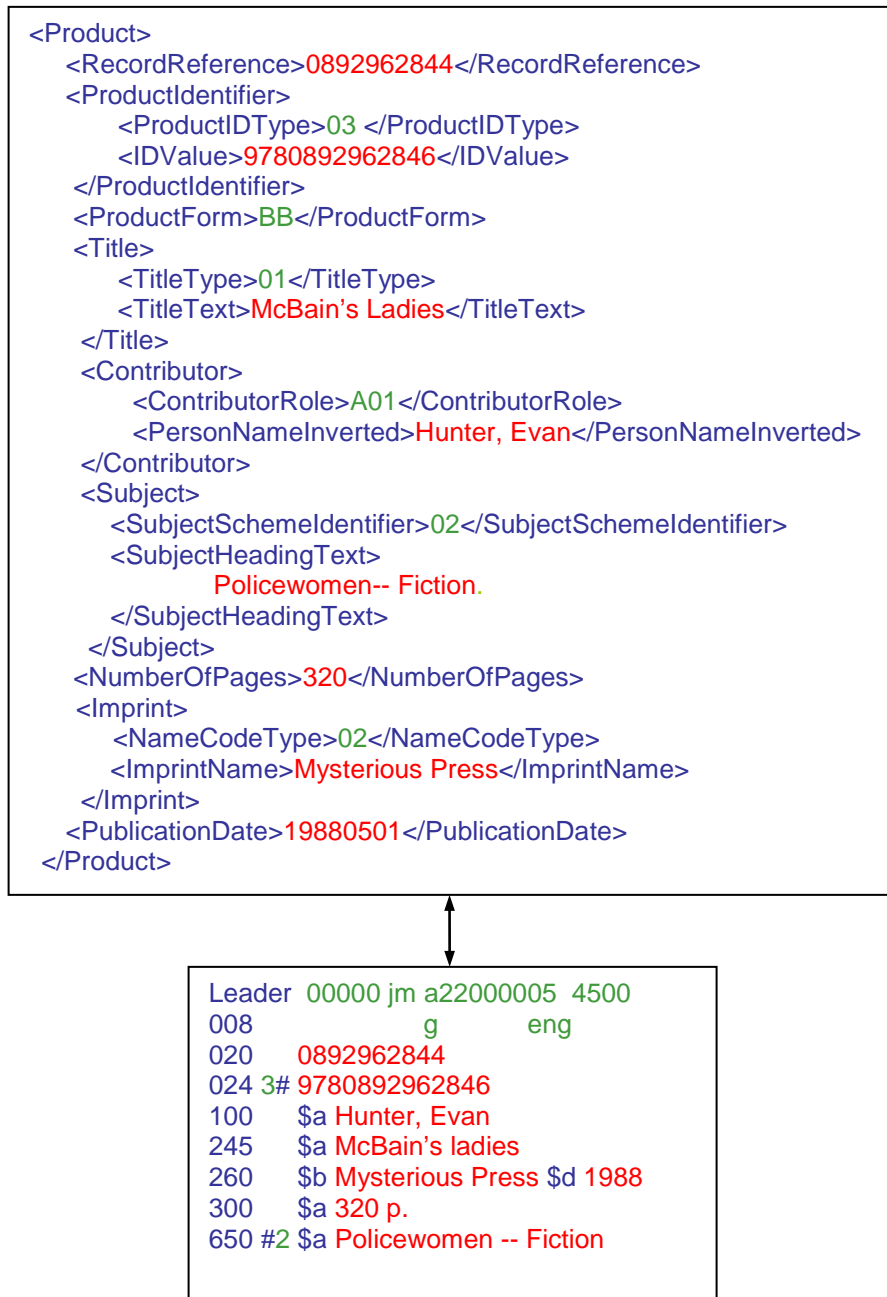 <Product>
<RecordReference>0892962844</RecordReference>
<ProductIdentifier>
<ProductIDType>03 </ProductIDType>
<IDValue>9780892962846</IDValue>
</ProductIdentifier>
<ProductForm>BB</ProductForm>
<Title>
<TitleType>01</TitleType>
<TitleText>McBain’s Ladies</TitleText>
</Title>
<Contributor>
<ContributorRole>A01</ContributorRole>
<PersonNameInverted>Hunter, Evan</PersonNameInverted>
</Contributor>
<Subject>
<SubjectSchemeIdentifier>02</SubjectSchemeIdentifier>
<SubjectHeadingText>
Policewomen-- Fiction.
</SubjectHeadingText>
</Subject>
<NumberOfPages>320</NumberOfPages>
<Imprint>
<NameCodeType>02</NameCodeType>
<ImprintName>Mysterious Press</ImprintName>
</Imprint>
<PublicationDate>19880501</PublicationDate>
</Product>
Leader 00000 jm a22000005 4500
008 g eng
020 0892962844
024 3# 9780892962846
100 $a Hunter, Evan
245 $a McBain’s ladies
260 $b Mysterious Press $d 1988
300 $a 320 p.
650 #2 $a Policewomen -- Fiction